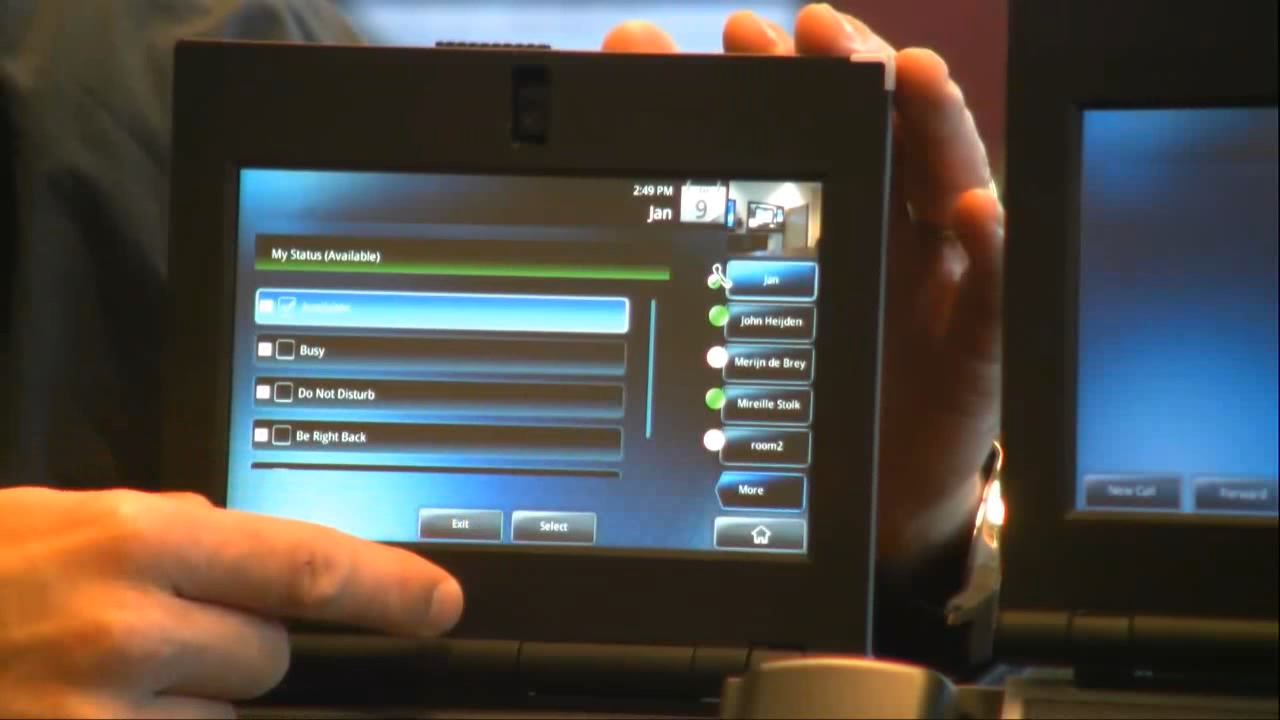 2:49 PM
Jan
9
My Status (Available)
Available
Busy
Do Not Disturb
Be Right Back
Exit
Select
Jan
John Heijden
Merijn de Brey
Mireille Stolk
room2
More
New Call
Forward